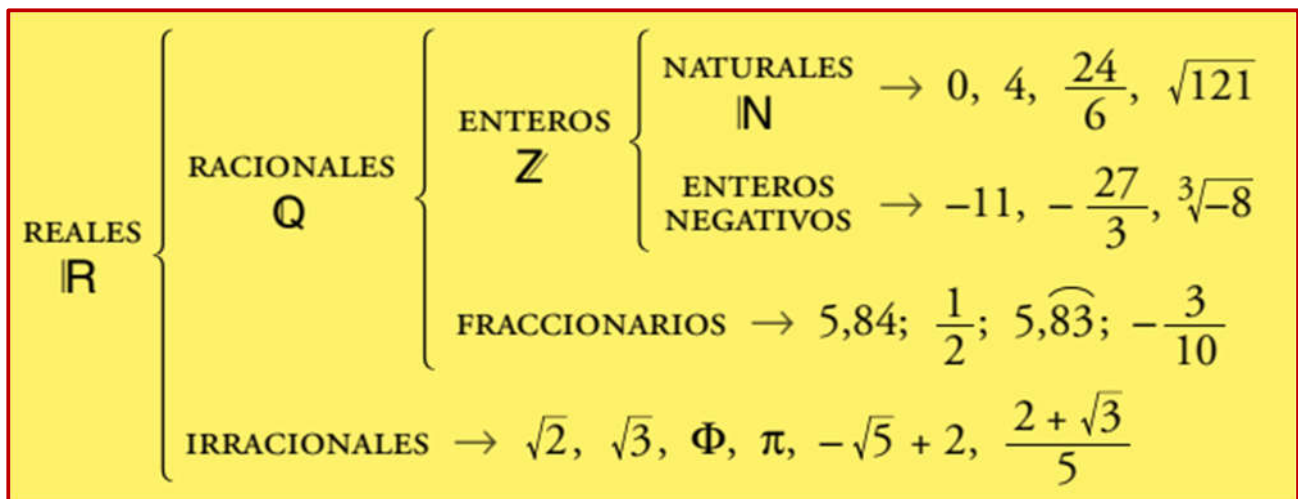 NATURALES → 0, 4, 24/6, √121
ℕ
ENTEROS
ℤ
ENTEROS
NEGATIVOS → −11, − 27/3, ∛−8
RACIONALES
ℚ
REALES
ℝ
FRACCIONARIOS → 5,84; 1/2; 5,8͡3; − 3/10
IRRACIONALES → √2, √3, Φ, π, − √5 + 2, (2 + √3)/5